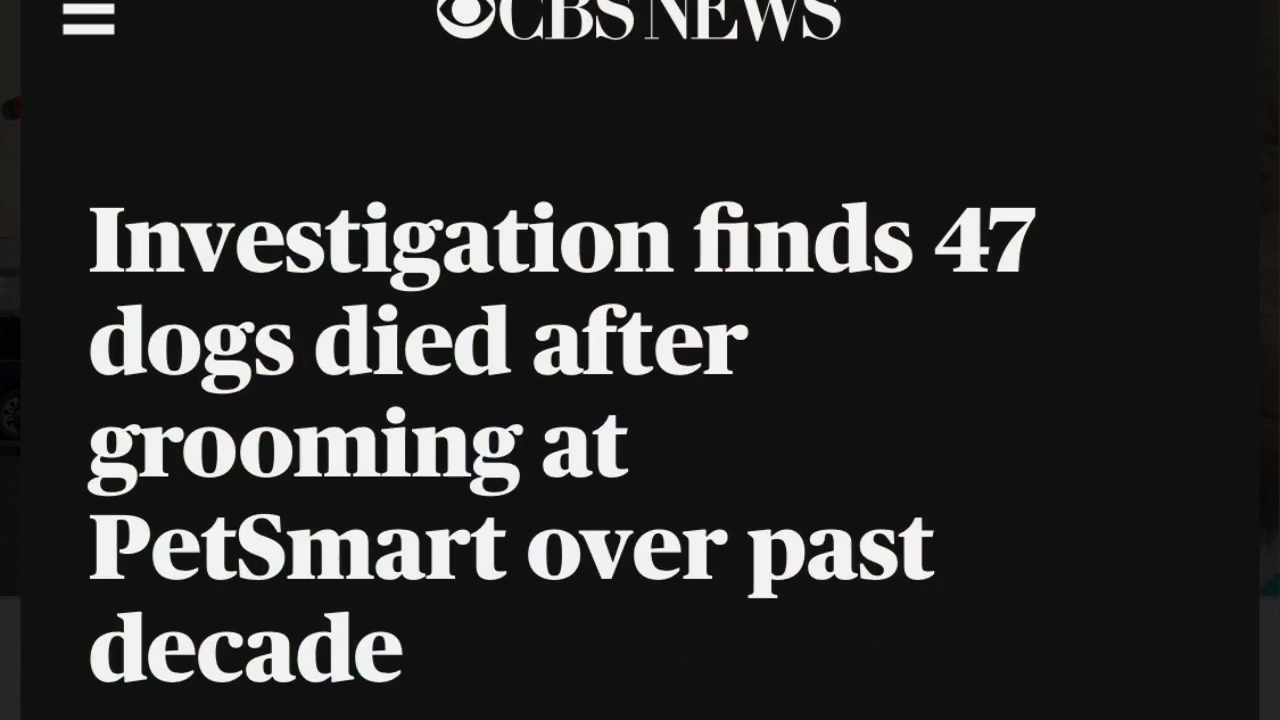 CBS NEWS
Investigation finds 47
dogs died after
grooming at
PetSmart over past
decade